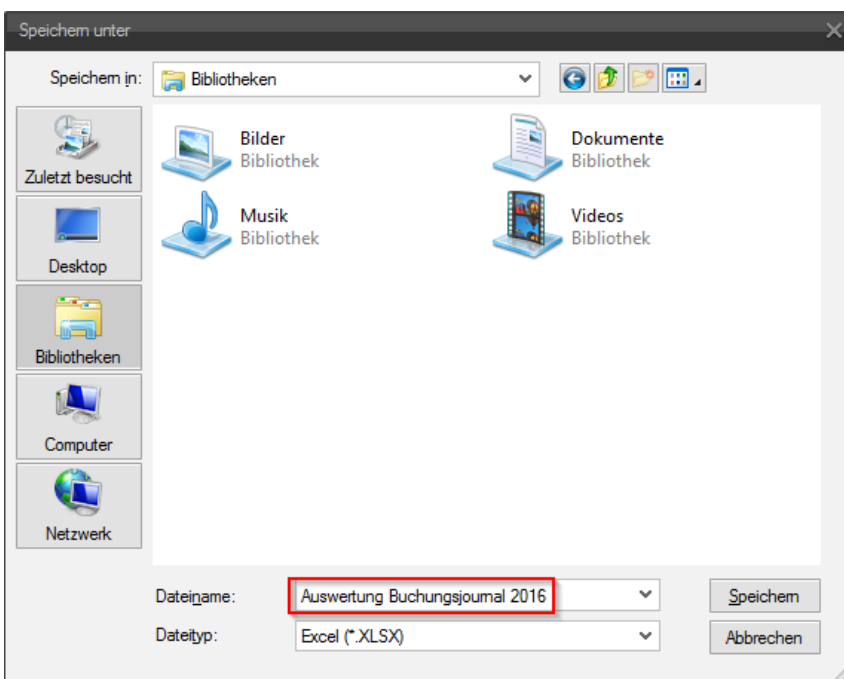 Speichern unter
Speichern in: Bibliotheken
Zuletzt besucht
Desktop
Bibliotheken
Computer
Netzwerk
Bilder
Bibliothek
Dokumente
Bibliothek
Musik
Bibliothek
Videos
Bibliothek
Dateiname: Auswertung Buchungsjournal 2016 Speichern
Dateityp: Excel (*.XLSX) Abbrechen